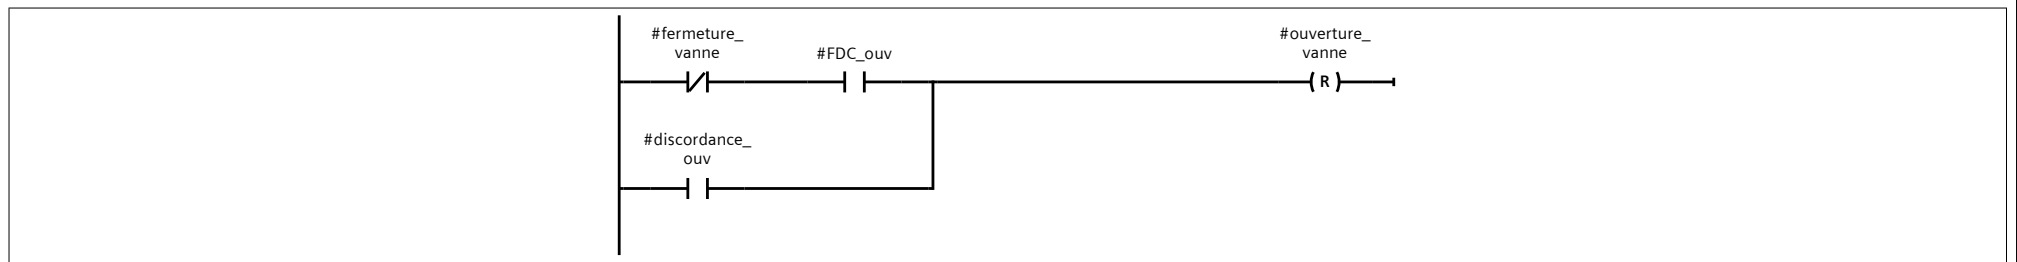 #fermeture_
vanne
#FDC_ouv
#ouverture_
vanne
R
#discordance_
ouv